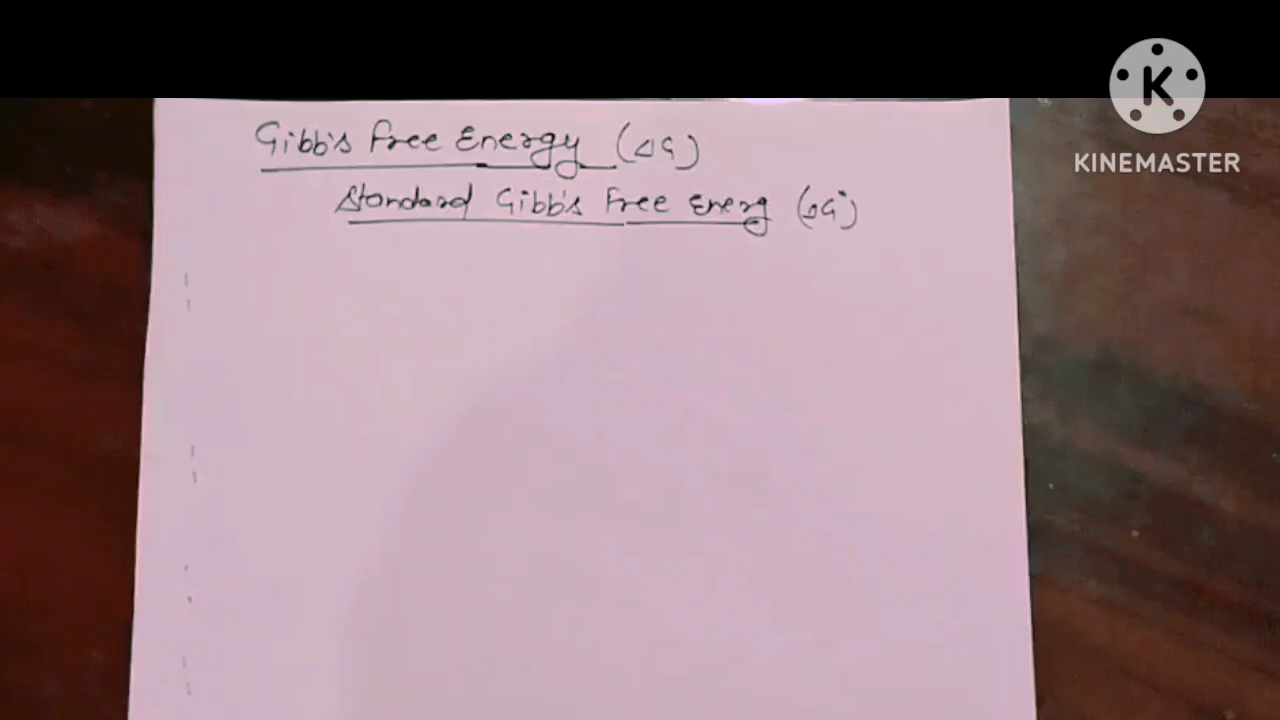 KINEMASTER
Gibb's Free Energy (ΔG)
Standard Gibb's Free Energ (ΔG°)